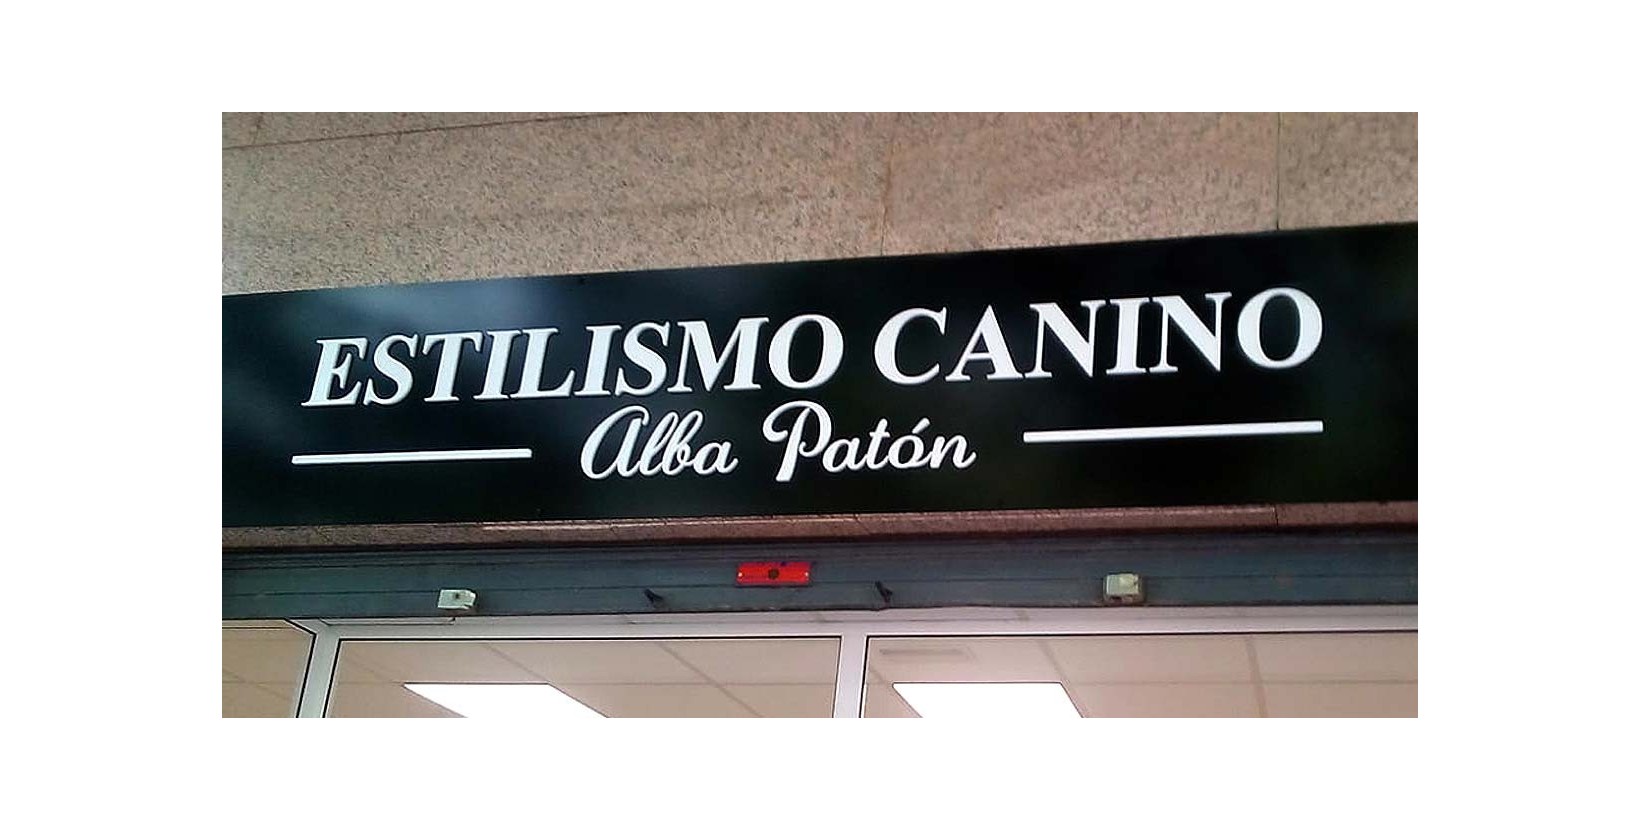 ESTILISMO CANINO
Alba Patón